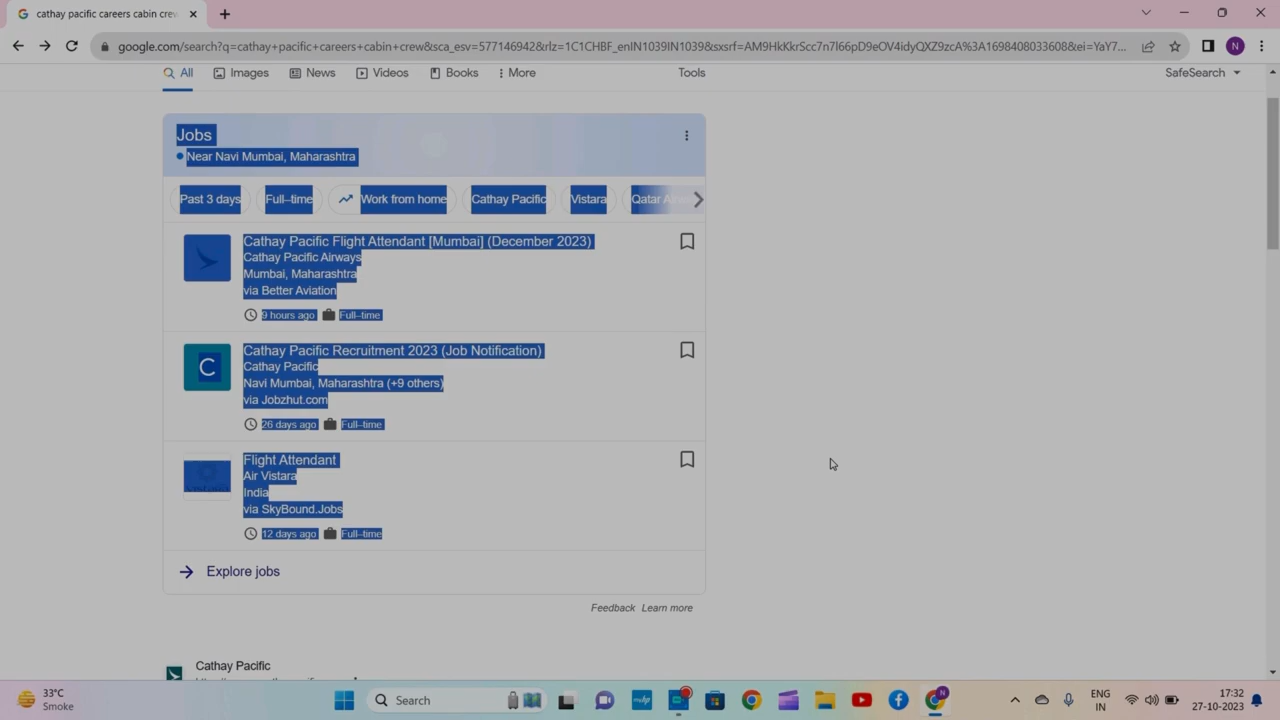 cathay pacific careers cabin crew
google.com/search?q=cathay+pacific+careers+cabin+crew&sca_esv=577146942&rlz=1C1CHBF_enIN1039IN1039&sxsrf=AM9HkKkrScc7n7l66pD9eOV4idyQXZ9zcA%3A1698408033608&ei=YaY7...
N
All Images News Videos Books More Tools SafeSearch
Jobs
Near Navi Mumbai, Maharashtra
Past 3 days Full–time Work from home Cathay Pacific Vistara Qatar
Cathay Pacific Flight Attendant [Mumbai] (December 2023)
Cathay Pacific Airways
Mumbai, Maharashtra
via Better Aviation
9 hours ago Full–time
C
Cathay Pacific Recruitment 2023 (Job Notification)
Cathay Pacific
Navi Mumbai, Maharashtra (+9 others)
via Jobzhut.com
26 days ago Full–time
Flight Attendant
Air Vistara
India
via SkyBound.Jobs
12 days ago Full–time
Explore jobs
Feedback Learn more
Cathay Pacific
33°C
Smoke
Search
N
ENG
IN
17:32
27-10-2023